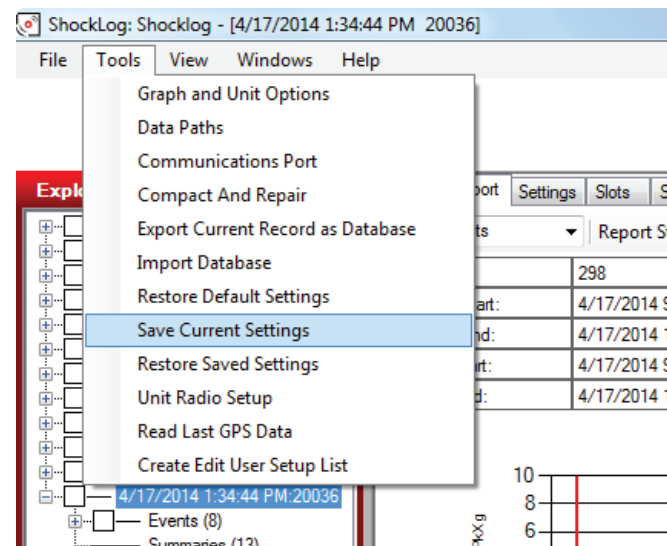 ShockLog: Shocklog - [4/17/2014 1:34:44 PM 20036]
File Tools View Windows Help
Graph and Unit Options
Data Paths
Communications Port
Compact And Repair
Export Current Record as Database
Import Database
Restore Default Settings
Save Current Settings
Restore Saved Settings
Unit Radio Setup
Read Last GPS Data
Create Edit User Setup List
Settings Slots
298
4/17/2014
4/17/2014
4/17/2014
4/17/2014
4/17/2014 1:34:44 PM:20036
Events (8)
Summaries (13)
10
8
6